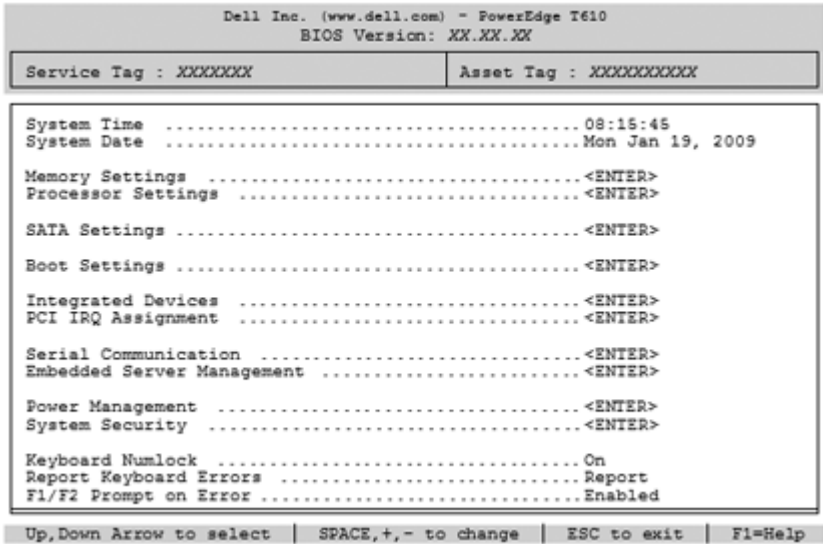 Dell Inc. (www.dell.com) - PowerEdge T610
BIOS Version: XX.XX.XX
Service Tag : XXXXXXX Asset Tag : XXXXXXXXXX
System Time ........................................ 08:15:45
System Date ........................................ Mon Jan 19, 2009
Memory Settings .................................... <ENTER>
Processor Settings ................................. <ENTER>
SATA Settings ....................................... <ENTER>
Boot Settings ....................................... <ENTER>
Integrated Devices ................................. <ENTER>
PCI IRQ Assignment ................................. <ENTER>
Serial Communication ............................... <ENTER>
Embedded Server Management ......................... <ENTER>
Power Management ................................... <ENTER>
System Security .................................... <ENTER>
Keyboard Numlock ................................... On
Report Keyboard Errors ............................. Report
F1/F2 Prompt on Error ............................... Enabled
Up,Down Arrow to select | SPACE,+,- to change | ESC to exit | F1=Help